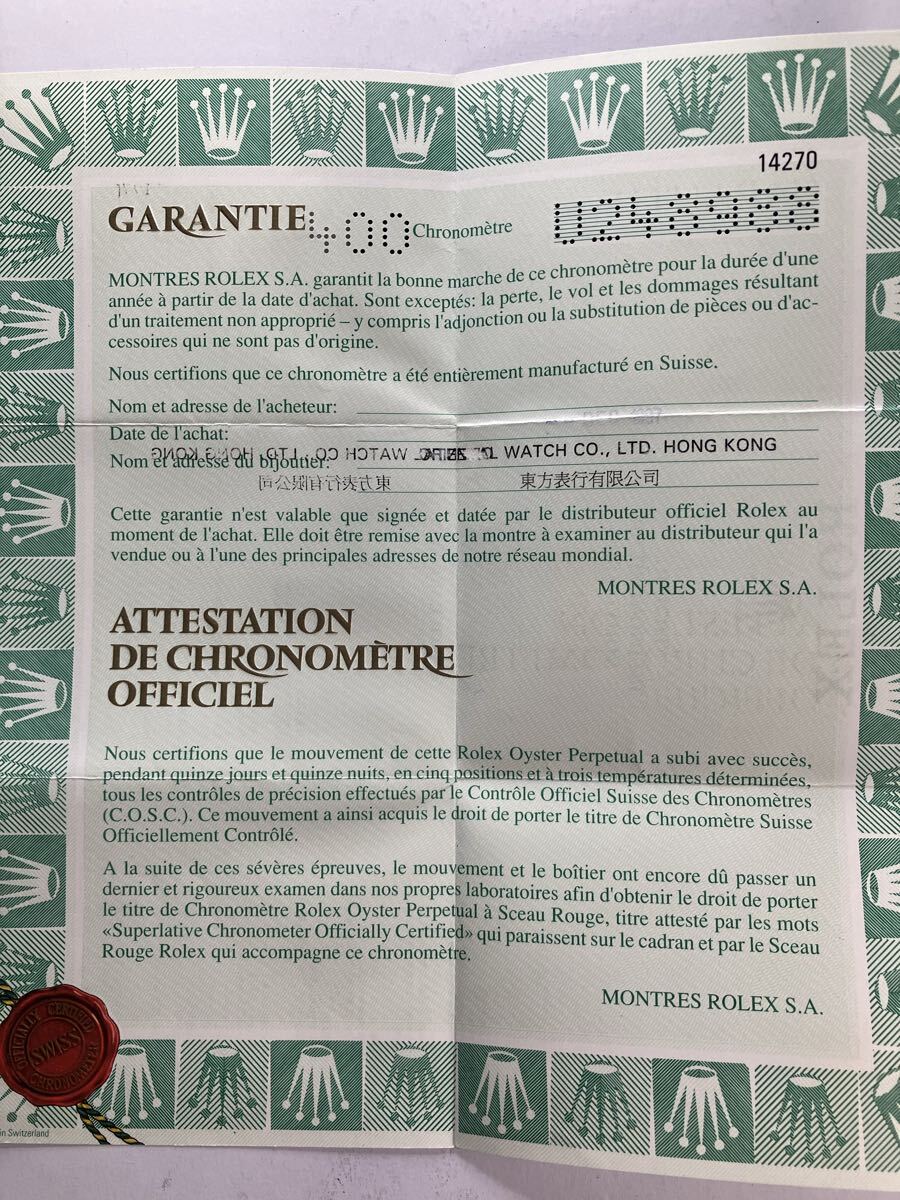 14270
GARANTIE 400 Chronomètre U248988
MONTRES ROLEX S.A. garantit la bonne marche de ce chronomètre pour la durée d'une
année à partir de la date d'achat. Sont exceptés: la perte, le vol et les dommages résultant
d'un traitement non approprié – y compris l'adjonction ou la substitution de pièces ou d'ac-
cessoires qui ne sont pas d'origine.
Nous certifions que ce chronomètre a été entièrement manufacturé en Suisse.
Nom et adresse de l'acheteur:
Date de l'achat:
WATCH CO., LTD. HONG KONG
Nom et adresse du bijoutier:
東方表行有限公司
Cette garantie n'est valable que signée et datée par le distributeur officiel Rolex au
moment de l'achat. Elle doit être remise avec la montre à examiner au distributeur qui l'a
vendue ou à l'une des principales adresses de notre réseau mondial.
MONTRES ROLEX S.A.
ATTESTATION
DE CHRONOMÈTRE
OFFICIEL
Nous certifions que le mouvement de cette Rolex Oyster Perpetual a subi avec succès,
pendant quinze jours et quinze nuits, en cinq positions et à trois températures déterminées,
tous les contrôles de précision effectués par le Contrôle Officiel Suisse des Chronomètres
(C.O.S.C.). Ce mouvement a ainsi acquis le droit de porter le titre de Chronomètre Suisse
Officiellement Contrôlé.
A la suite de ces sévères épreuves, le mouvement et le boîtier ont encore dû passer un
dernier et rigoureux examen dans nos propres laboratoires afin d'obtenir le droit de porter
le titre de Chronomètre Rolex Oyster Perpetual à Sceau Rouge, titre attesté par les mots
«Superlative Chronometer Officially Certified» qui paraissent sur le cadran et par le Sceau
Rouge Rolex qui accompagne ce chronomètre.
MONTRES ROLEX S.A.
OFFICIALLY CERTIFIED
SWISS
CHRONOMETER
in Switzerland